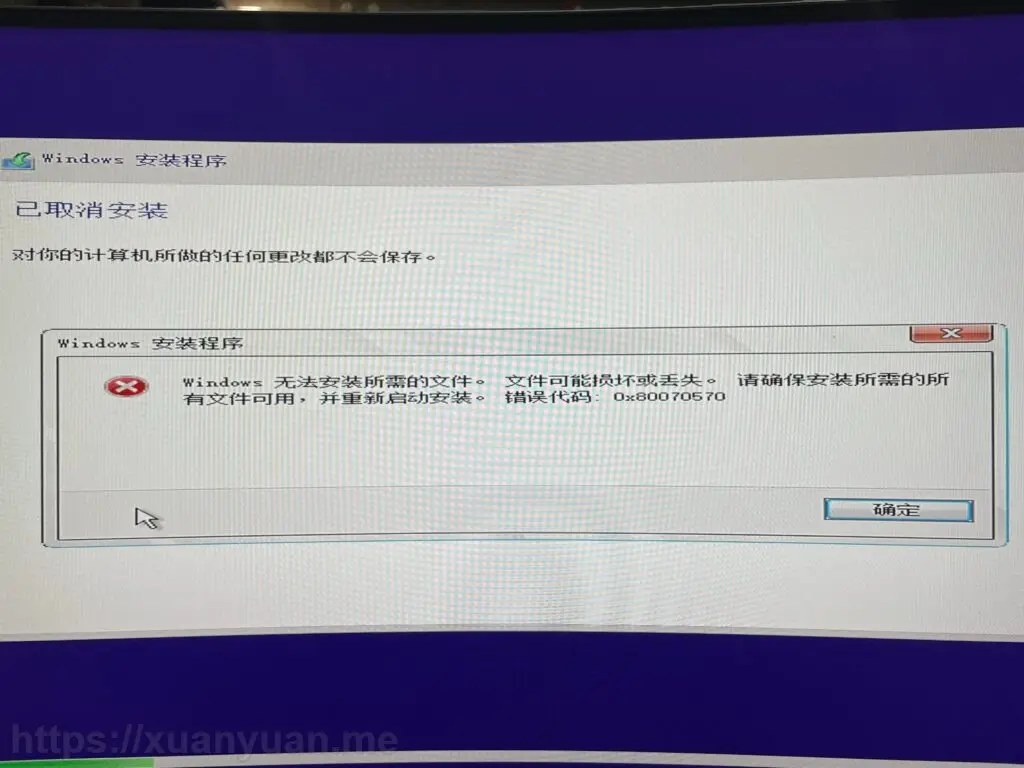 Windows 安装程序
已取消安装
对你的计算机所做的任何更改都不会保存。
Windows 安装程序
Windows 无法安装所需的文件。 文件可能损坏或丢失。 请确保安装所需的所
有文件可用，并重新启动安装。 错误代码: 0x80070570
确定
https://xuanyuan.me